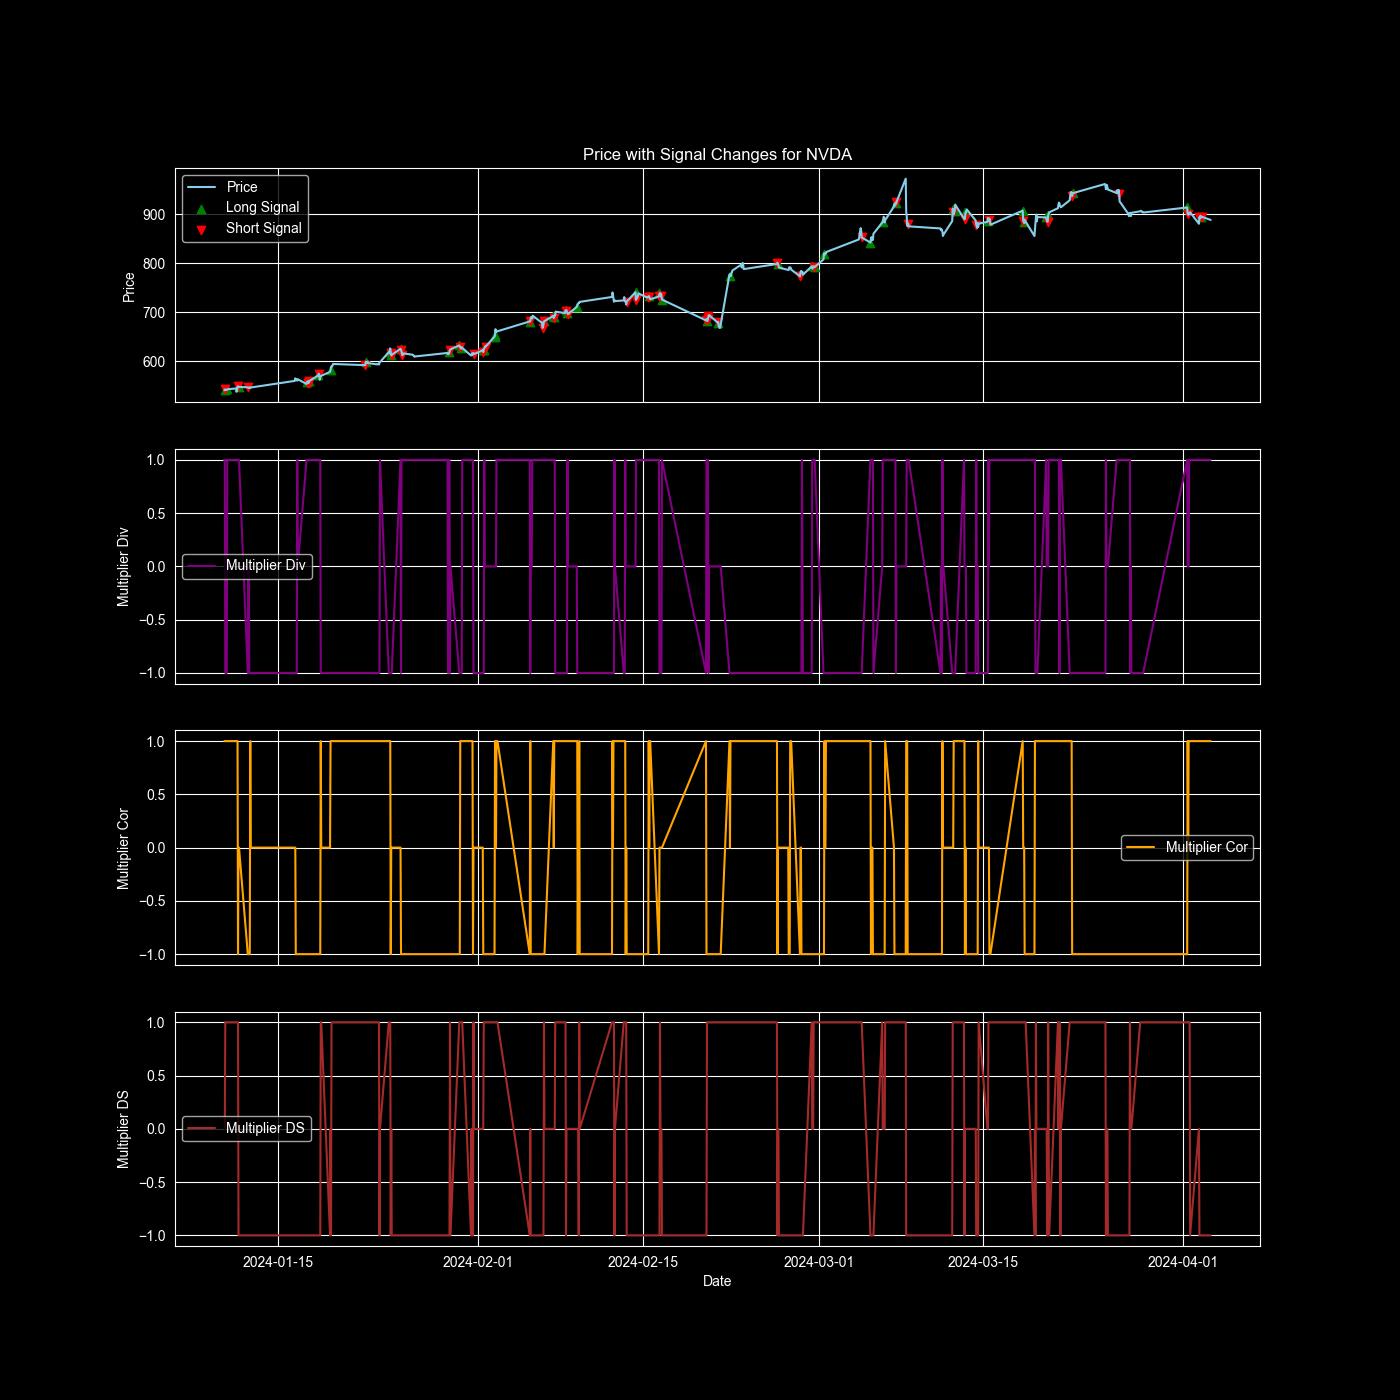 Price with Signal Changes for NVDA
Price
Long Signal
Short Signal
900
800
700
600
Price
1.0
0.5
0.0
−0.5
−1.0
Multiplier Div
Multiplier Div
1.0
0.5
0.0
−0.5
−1.0
Multiplier Cor
Multiplier Cor
1.0
0.5
0.0
−0.5
−1.0
Multiplier DS
Multiplier DS
2024-01-15 2024-02-01 2024-02-15 2024-03-01 2024-03-15 2024-04-01
Date